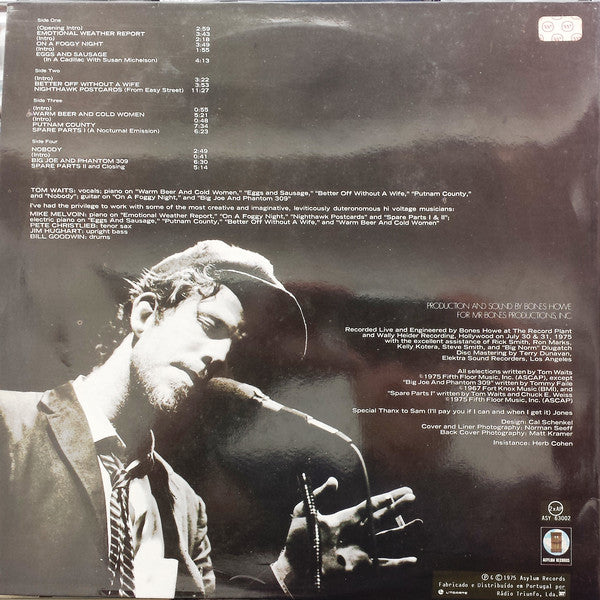 Side One
(Opening Intro) 2:59
EMOTIONAL WEATHER REPORT 3:43
(Intro) 2:18
ON A FOGGY NIGHT 3:49
(Intro) 1:55
EGGS AND SAUSAGE
(In A Cadillac With Susan Michelson) 4:13
Side Two
(Intro) 3:22
BETTER OFF WITHOUT A WIFE 3:53
NIGHTHAWK POSTCARDS (From Easy Street) 11:27
Side Three
(Intro) 0:55
WARM BEER AND COLD WOMEN 5:21
(Intro) 0:48
PUTNAM COUNTY 7:34
SPARE PARTS I (A Nocturnal Emission) 6:23
Side Four
NOBODY 2:49
(Intro) 0:41
BIG JOE AND PHANTOM 309 6:30
SPARE PARTS II and Closing 5:14
TOM WAITS: vocals; piano on "Warm Beer And Cold Women," "Eggs and Sausage," "Better Off Without A Wife," "Putnam County,"
and "Nobody"; guitar on "On A Foggy Night," and "Big Joe And Phantom 309"
I've had the privilege to work with some of the most creative and imaginative, leviticously deuteronomous hi voltage musicians:
MIKE MELVOIN: piano on "Emotional Weather Report," "On A Foggy Night," "Nighthawk Postcards" and "Spare Parts I & II";
electric piano on "Eggs And Sausage," "Putnam County," "Better Off Without A Wife," and "Warm Beer And Cold Women"
PETE CHRISTLIEB: tenor sax
JIM HUGHART: upright bass
BILL GOODWIN: drums
PRODUCTION AND SOUND BY BONES HOWE
FOR MR. BONES PRODUCTIONS, INC.
Recorded Live and Engineered by Bones Howe at The Record Plant
and Wally Heider Recording, Hollywood on July 30 & 31, 1975
with the excellent assistance of Rick Smith, Ron Marks,
Kelly Kotera, Steve Smith, and "Big Norm" Dlugatch
Disc Mastering by Terry Dunavan,
Elektra Sound Recorders, Los Angeles
All selections written by Tom Waits
©1975 Fifth Floor Music, Inc. (ASCAP), except
"Big Joe And Phantom 309" written by Tommy Faile
©1967 Fort Knox Music (BMI), and
"Spare Parts I" written by Tom Waits and Chuck E. Weiss
©1975 Fifth Floor Music, Inc. (ASCAP)
Special Thanx to Sam (I'll pay you if I can and when I get it) Jones
Design: Cal Schenkel
Cover and Liner Photography: Norman Seeff
Back Cover Photography: Matt Kramer
Insistance: Herb Cohen
2xAP
ASY 63002
ASYLUM RECORDS
℗ & ©1975 Asylum Records
Fabricado e Distribuído em Portugal por
LITOARTE Rádio Triunfo, Lda.